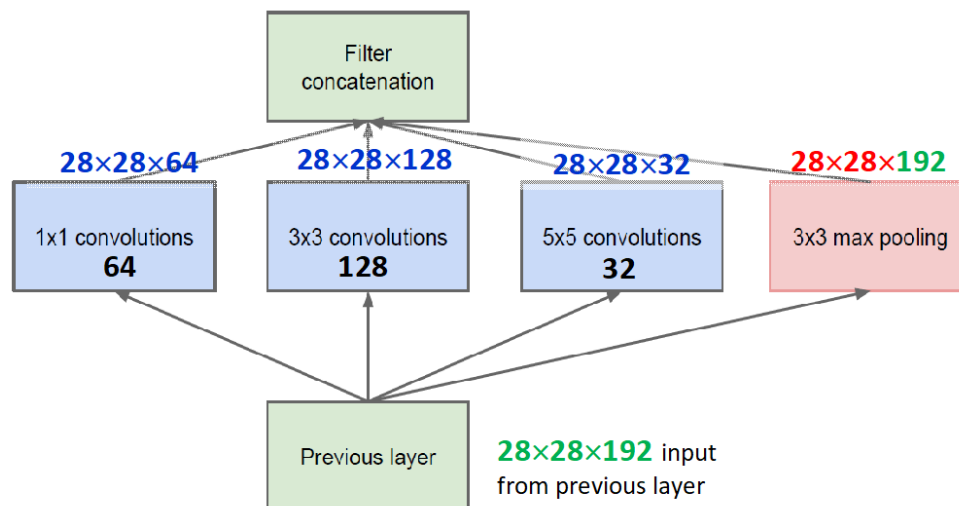 Filter
concatenation
28×28×64
28×28×128
28×28×32
28×28×192
1x1 convolutions
64
3x3 convolutions
128
5x5 convolutions
32
3x3 max pooling
Previous layer
28×28×192 input
from previous layer